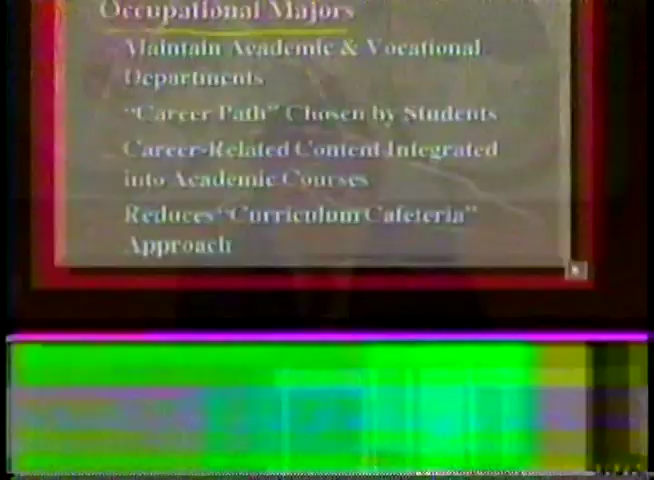 Occupational Majors
Maintain Academic & Vocational
Departments
"Career Path" Chosen by Students
Career-Related Content Integrated
into Academic Courses
Reduces "Curriculum Cafeteria"
Approach